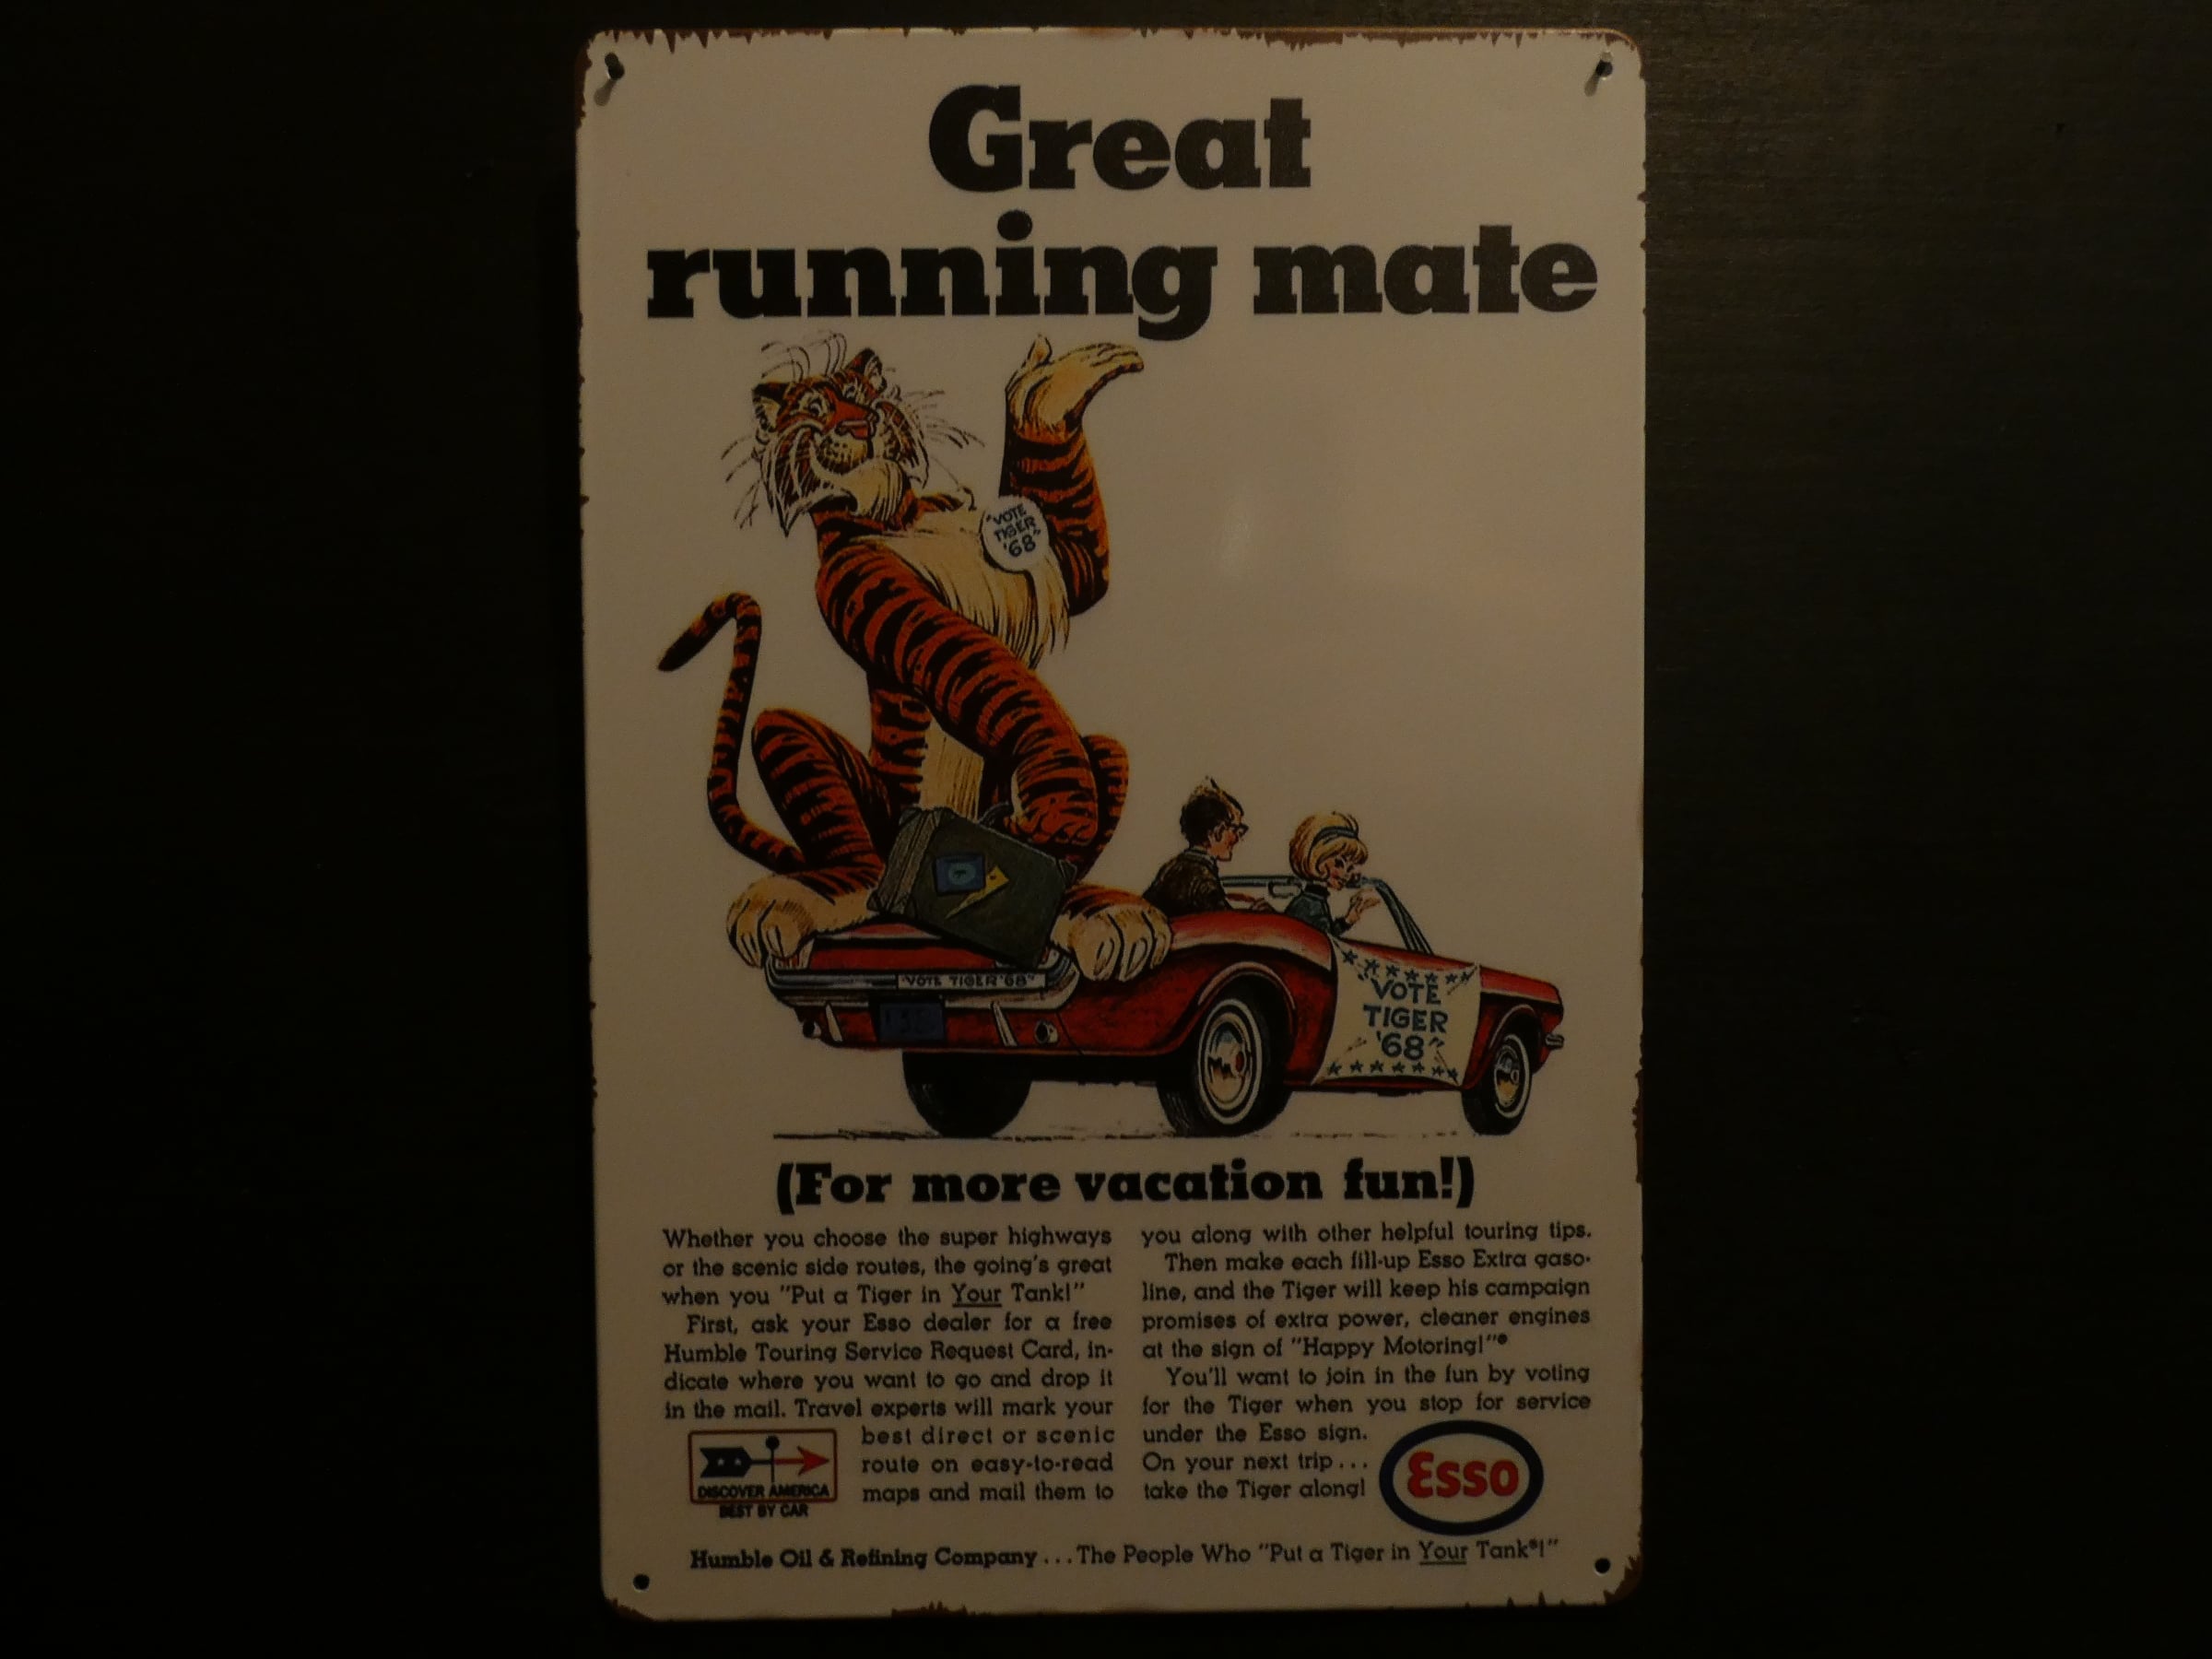 Great
running mate
"VOTE
TIGER
'68"
"VOTE TIGER '68"
"VOTE
TIGER
'68"
(For more vacation fun!)
Whether you choose the super highways
or the scenic side routes, the going's great
when you "Put a Tiger in Your Tank!"
First, ask your Esso dealer for a free
Humble Touring Service Request Card, in-
dicate where you want to go and drop it
in the mail. Travel experts will mark your
best direct or scenic
route on easy-to-read
maps and mail them to
DISCOVER AMERICA
BEST BY CAR
you along with other helpful touring tips.
Then make each fill-up Esso Extra gaso-
line, and the Tiger will keep his campaign
promises of extra power, cleaner engines
at the sign of "Happy Motoring!"®
You'll want to join in the fun by voting
for the Tiger when you stop for service
under the Esso sign.
On your next trip...
take the Tiger along!
Esso
Humble Oil & Refining Company...The People Who "Put a Tiger in Your Tank®!"